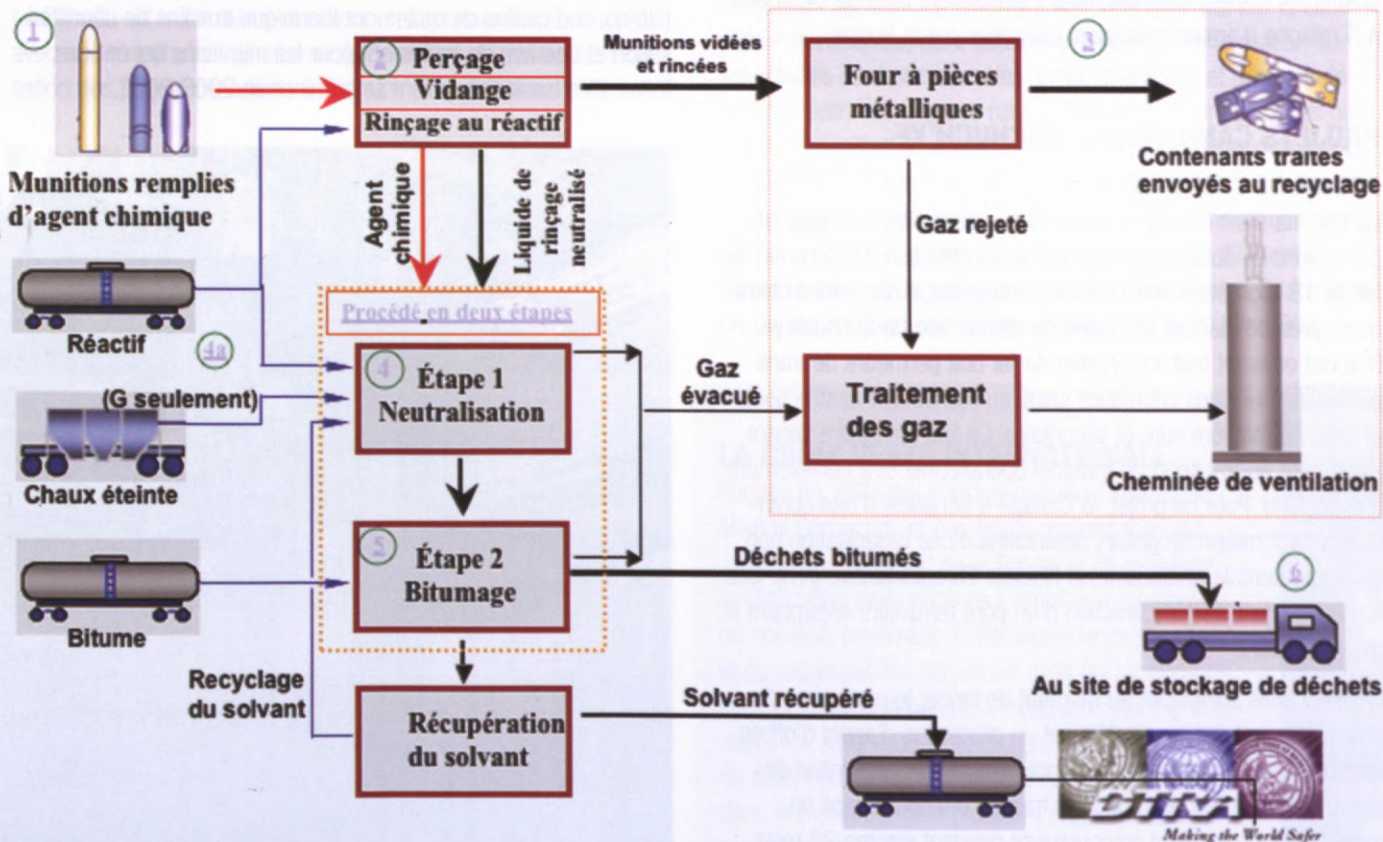 1
Munitions remplies
d'agent chimique
2
Perçage
Vidange
Rinçage au réactif
Munitions vidées
et rincées
Four à pièces
métalliques
3
Contenants traités
envoyés au recyclage
Agent
chimique
Liquide de
rinçage
neutralisé
Gaz rejeté
Réactif
4a
(G seulement)
Chaux éteinte
Procédé en deux étapes
4
Étape 1
Neutralisation
Gaz
évacué
Traitement
des gaz
Cheminée de ventilation
Bitume
5
Étape 2
Bitumage
Déchets bitumés
6
Au site de stockage de déchets
Recyclage
du solvant
Récupération
du solvant
Solvant récupéré
Making the World Safer